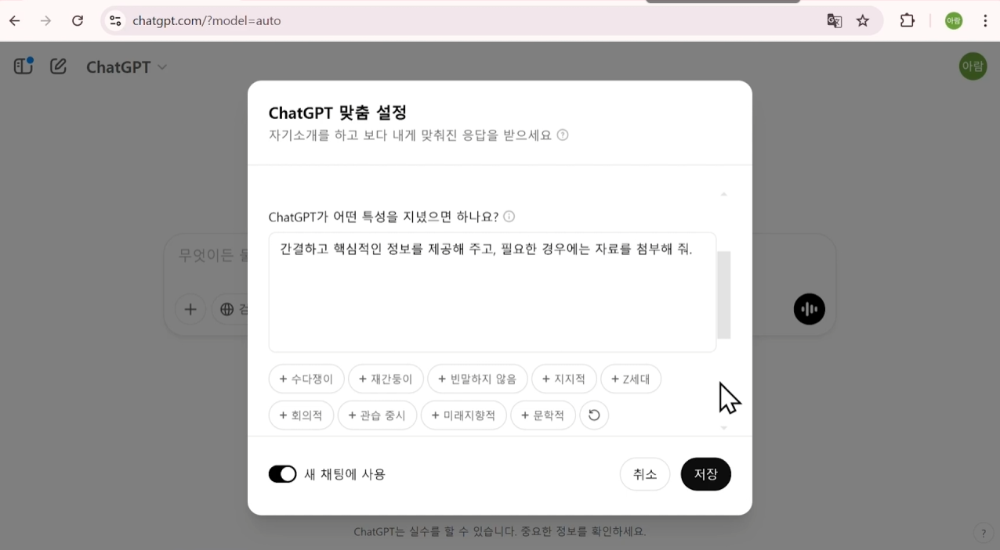 chatgpt.com/?model=auto
아람
ChatGPT
아람
ChatGPT 맞춤 설정
자기소개를 하고 보다 내게 맞춰진 응답을 받으세요 ?
ChatGPT가 어떤 특성을 지녔으면 하나요?
무엇이든
간결하고 핵심적인 정보를 제공해 주고, 필요한 경우에는 자료를 첨부해 줘.
+ 수다쟁이 + 재간둥이 + 빈말하지 않음 + 지지적 + Z세대
+ 회의적 + 관습 중시 + 미래지향적 + 문학적
새 채팅에 사용 취소 저장
ChatGPT는 실수를 할 수 있습니다. 중요한 정보를 확인하세요.
?